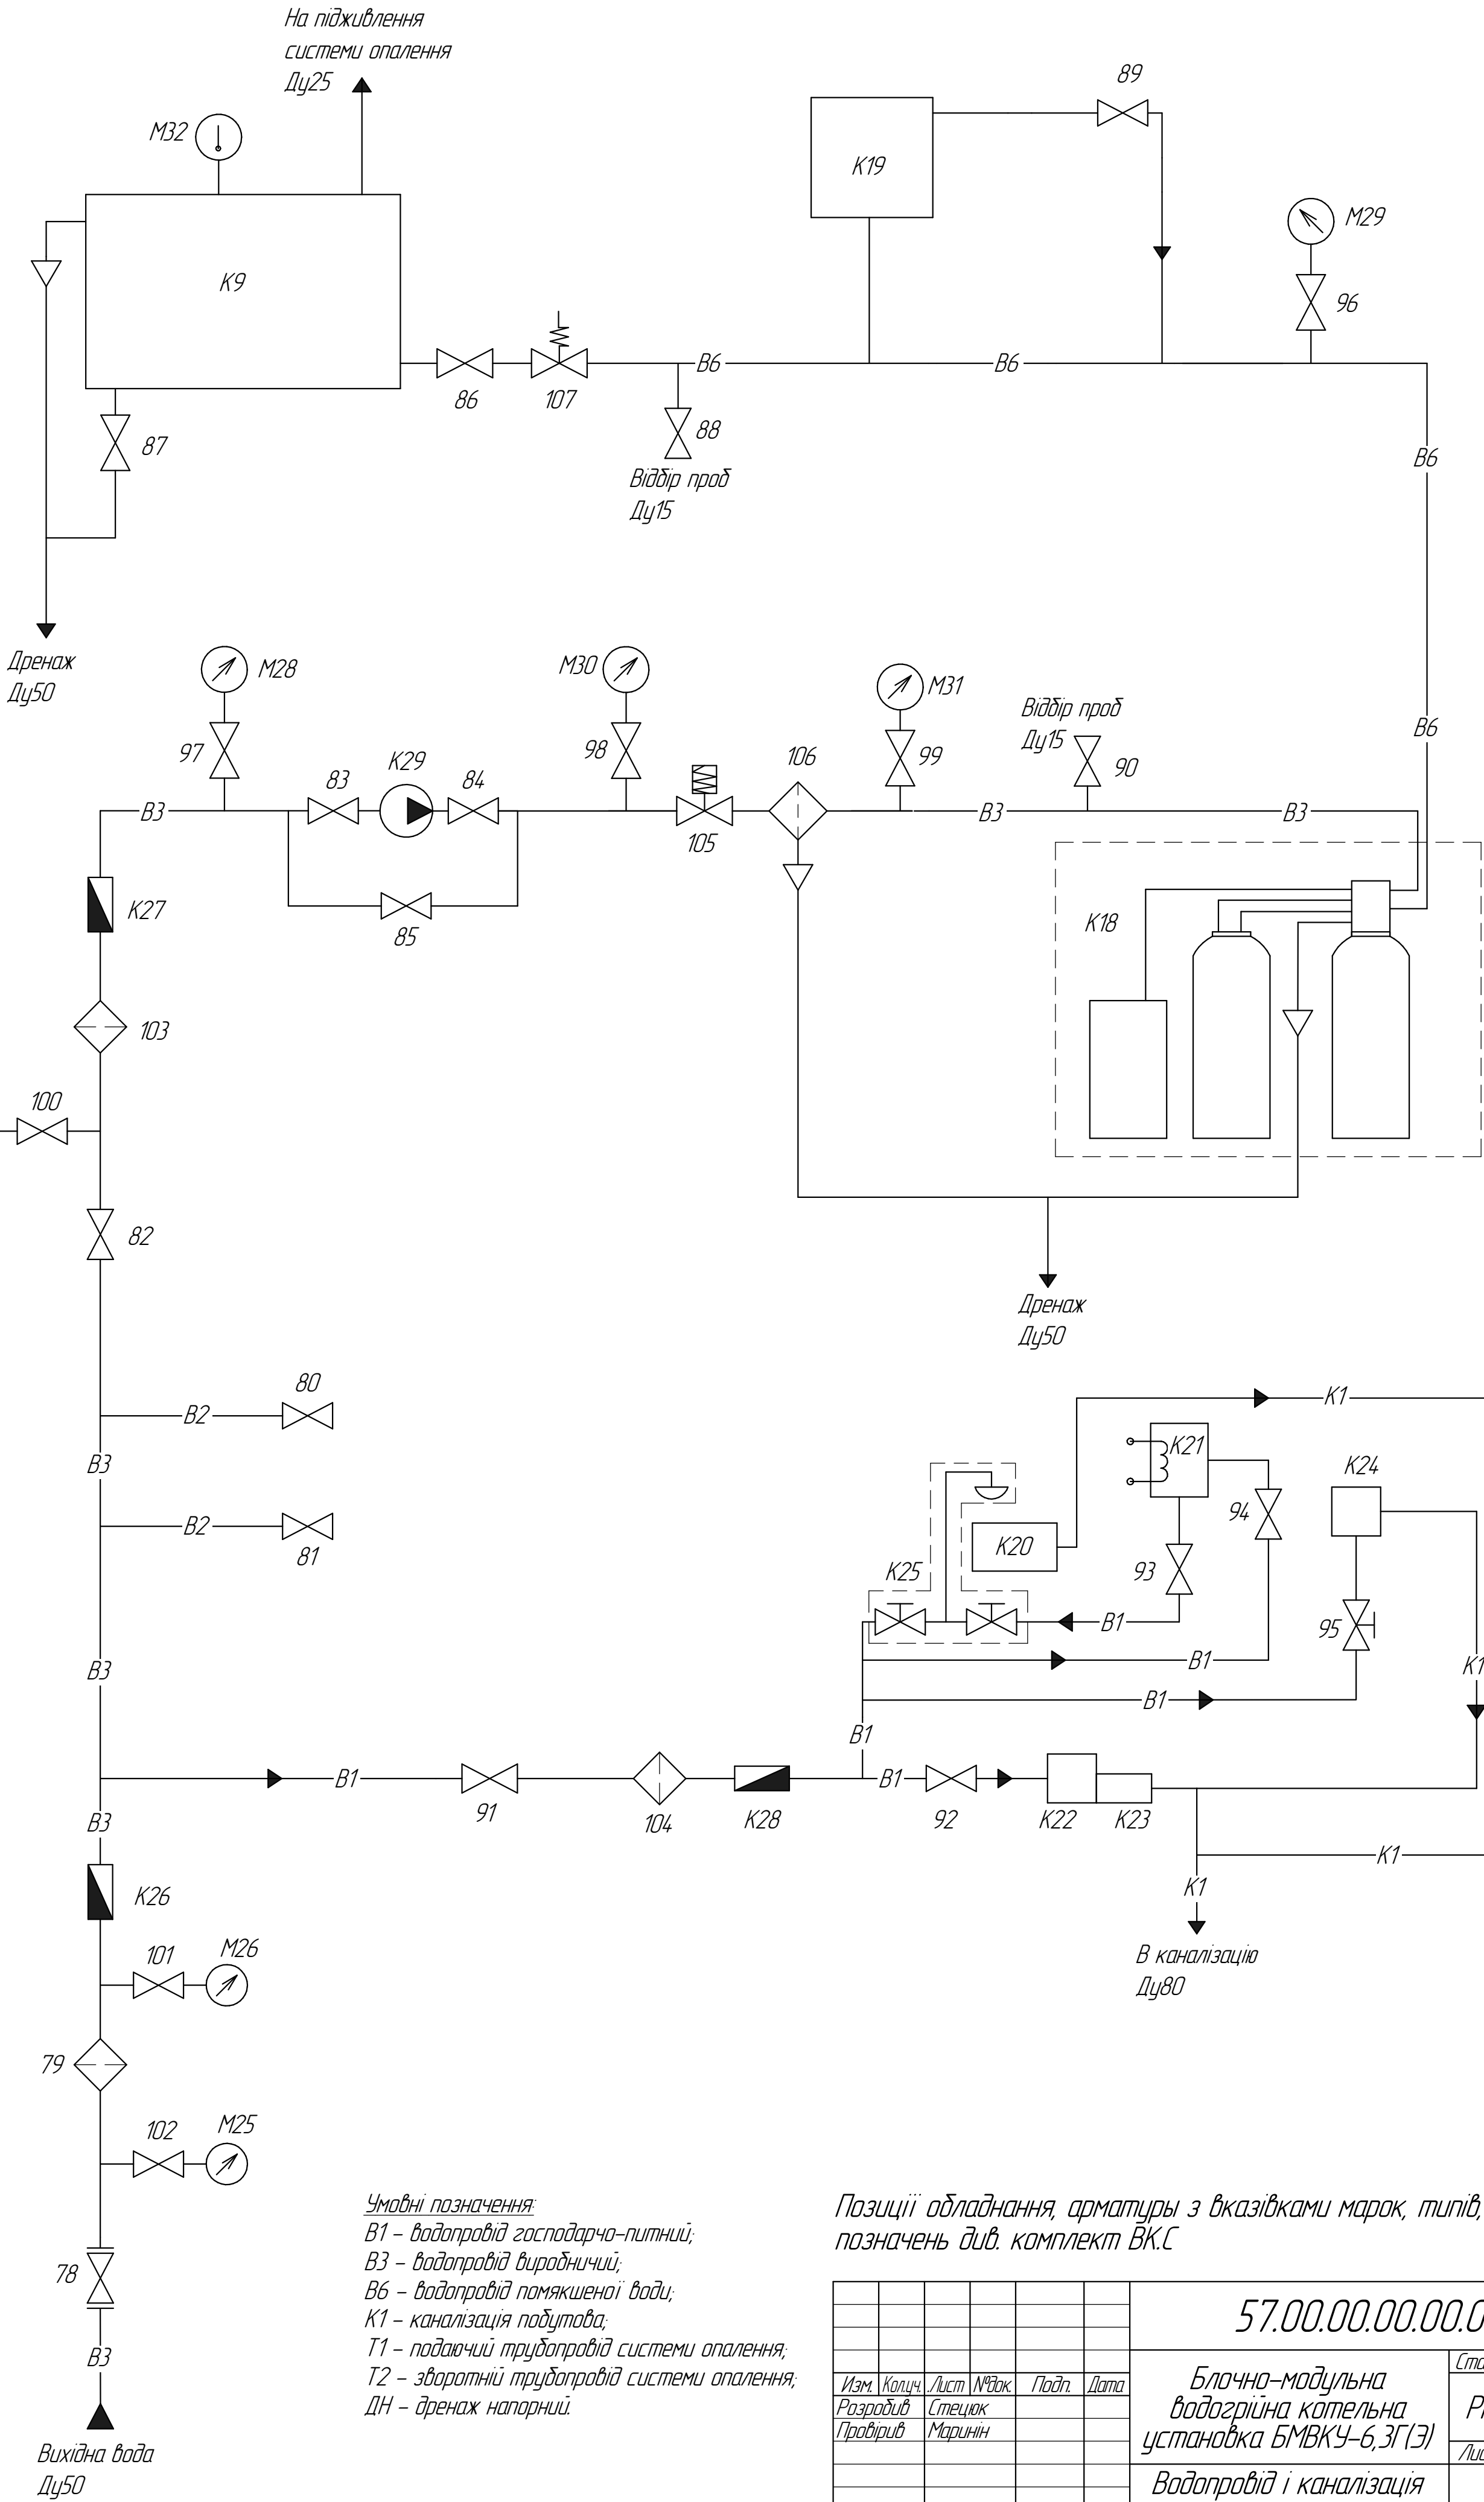 На підживлення
системи опалення
Ду25
М32
К9
К19
89
М29
96
86
107
В6
В6
88
Відбір проб
Ду15
87
В6
Дренаж
Ду50
М28
97
В3
83
К29
84
85
М30
98
105
106
М31
99
Відбір проб
Ду15
90
В3
В3
В6
К27
К18
103
100
82
Дренаж
Ду50
80
В2
В3
В2
81
К1
К21
К24
94
К20
К25
93
В1
95
В1
К1
В3
В1
В1
В1
91
104
К28
В1
92
К22
К23
В3
К1
К26
К1
В каналізацію
Ду80
101
М26
79
102
М25
78
В3
Вихідна вода
Ду50
Умовні позначення:
В1 – водопровід господарчо-питний;
В3 – водопровід виробничий;
В6 – водопровід помякшеної води;
К1 – каналізація побутова;
Т1 – подаючий трубопровід системи опалення;
Т2 – зворотній трубопровід системи опалення;
ДН – дренаж напорний.
Позиції обладнання, арматуры з вказівками марок, типів,
позначень див. комплект ВК.С
57.00.00.00.00.0
Изм. Кол.уч. Лист №док. Подп. Дата
Розробив Стецюк
Провірив Маринін
Блочно-модульна
водогрійна котельна
установка БМВКУ-6,3Г(Э)
Водопровід і каналізація